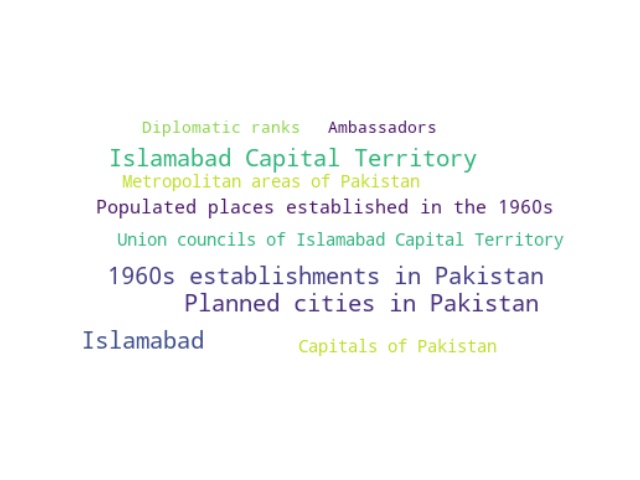 Diplomatic ranks Ambassadors
Islamabad Capital Territory
Metropolitan areas of Pakistan
Populated places established in the 1960s
Union councils of Islamabad Capital Territory
1960s establishments in Pakistan
Planned cities in Pakistan
Islamabad
Capitals of Pakistan